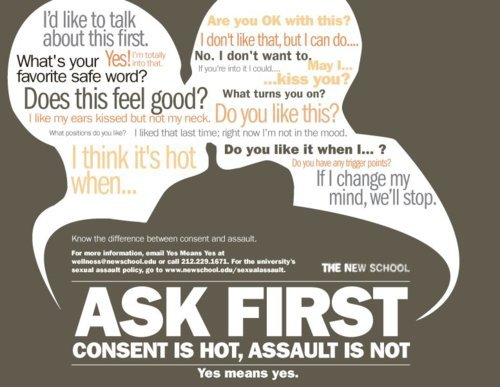 I'd like to talk
about this first.
What's your
favorite safe word?
Yes! I'm totally
into that.
Does this feel good?
I like my ears kissed but not my neck.
What positions do you like? I liked that last time; right now I'm not in the mood.
I think it's hot
when...
Are you OK with this?
I don't like that, but I can do....
No. I don't want to.
If you're into it I could.... May I...
...kiss you?
What turns you on?
Do you like this?
Do you like it when I... ?
Do you have any trigger points?
If I change my
mind, we'll stop.
Know the difference between consent and assault.
For more information, email Yes Means Yes at
wellness@newschool.edu or call 212.229.1671. For the university's
sexual assault policy, go to www.newschool.edu/sexualassault.
THE NEW SCHOOL
ASK FIRST
CONSENT IS HOT, ASSAULT IS NOT
Yes means yes.